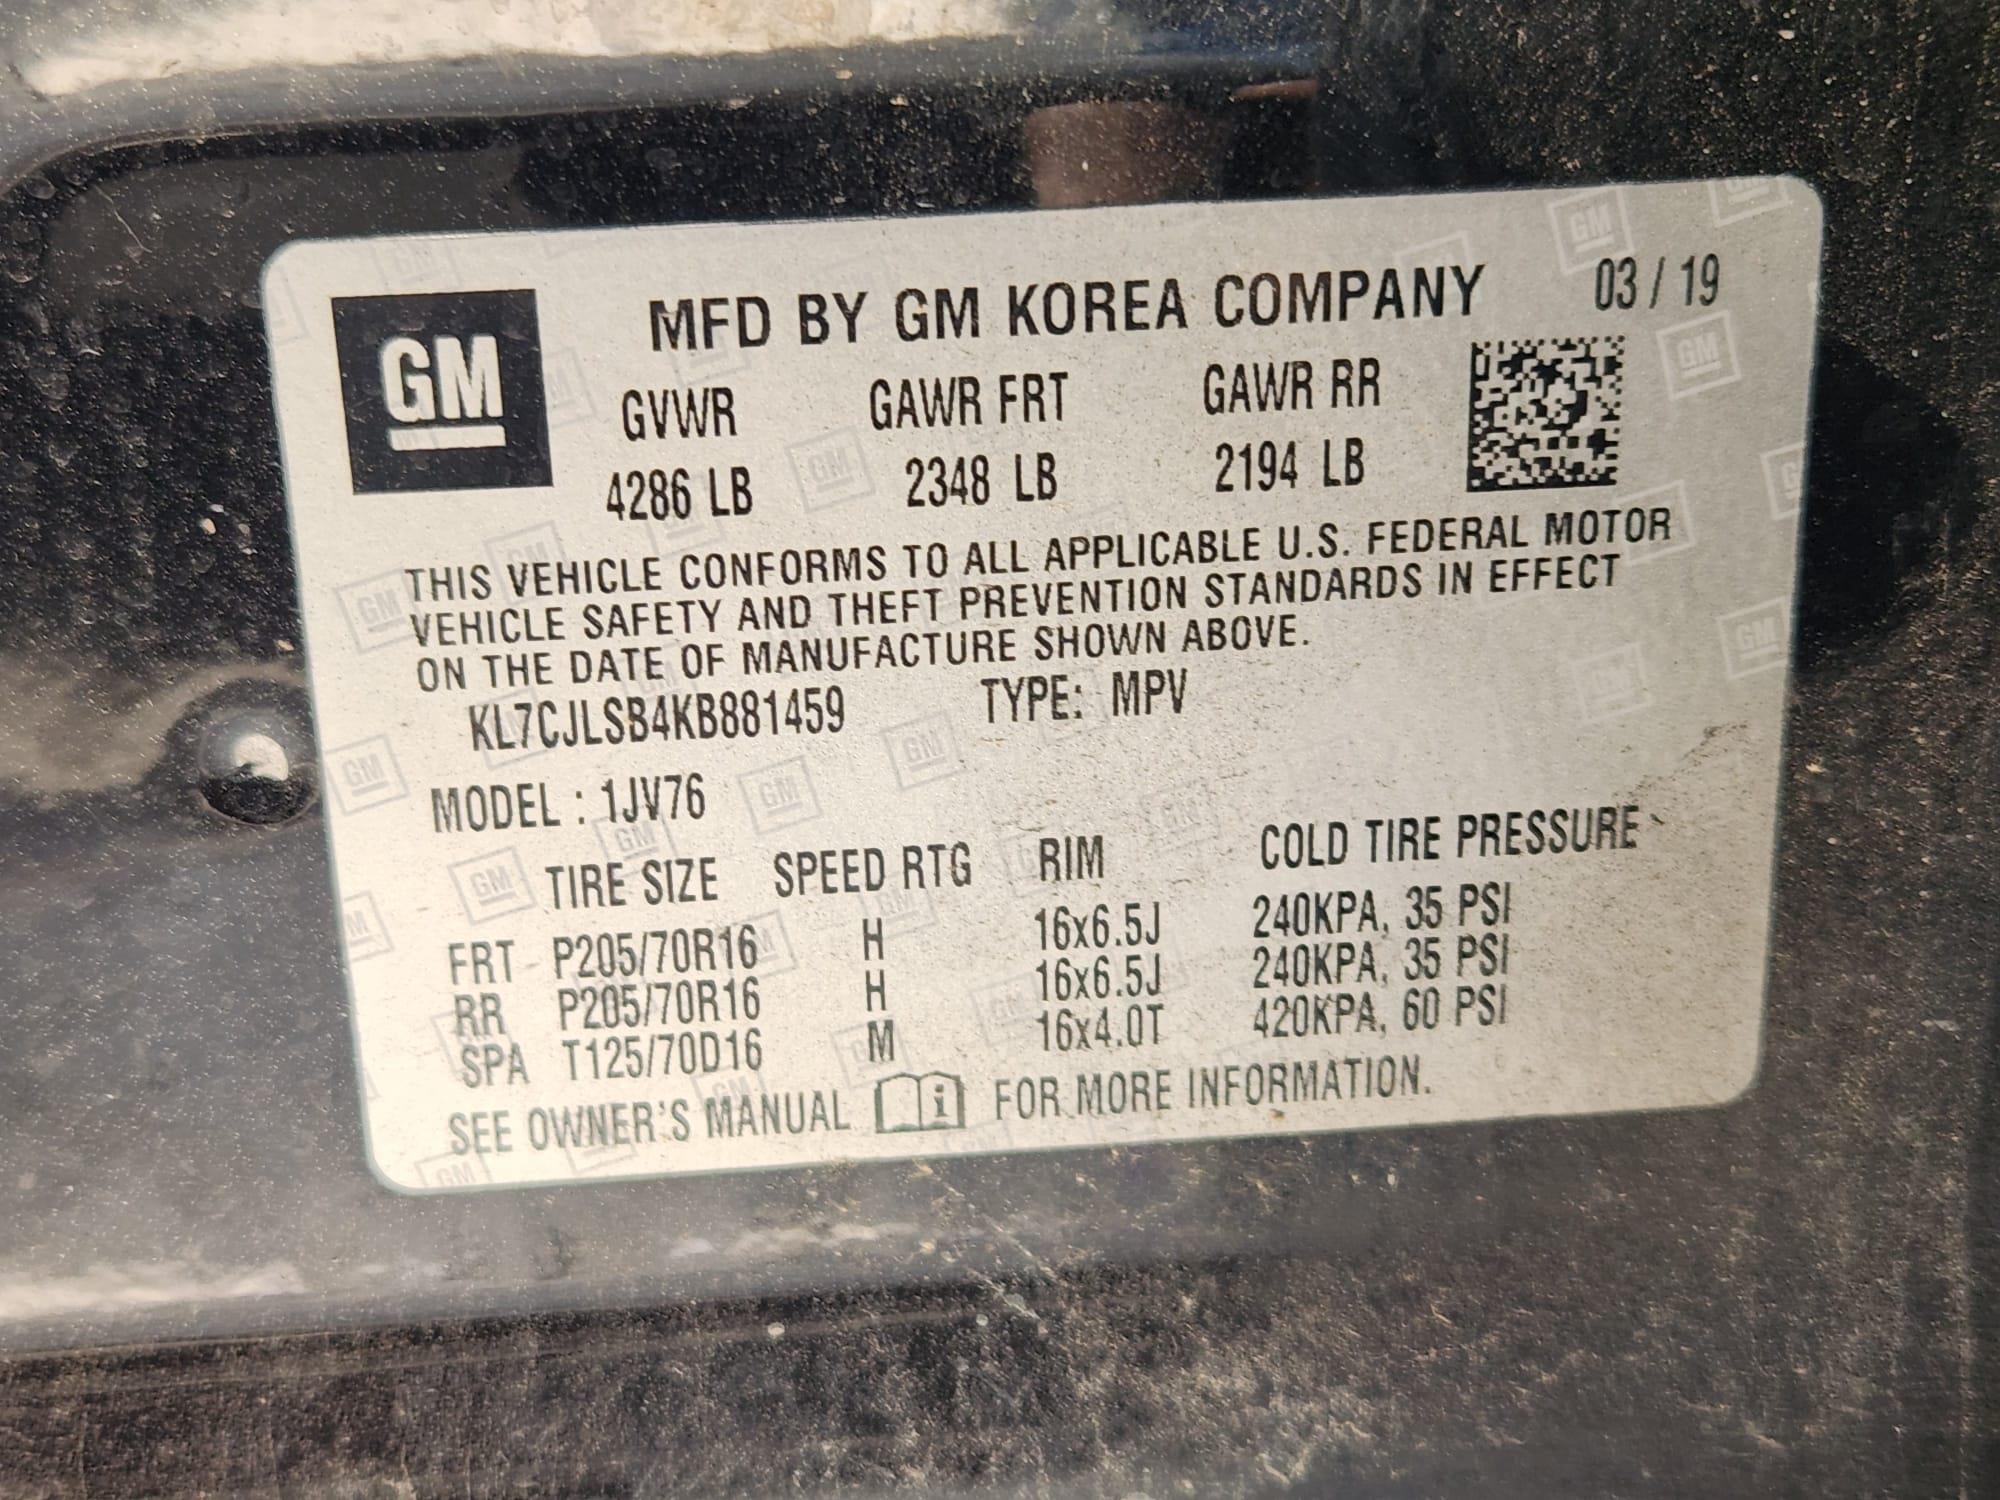 GM
MFD BY GM KOREA COMPANY 03 / 19
GVWR GAWR FRT GAWR RR
4286 LB 2348 LB 2194 LB
THIS VEHICLE CONFORMS TO ALL APPLICABLE U.S. FEDERAL MOTOR
VEHICLE SAFETY AND THEFT PREVENTION STANDARDS IN EFFECT
ON THE DATE OF MANUFACTURE SHOWN ABOVE.
KL7CJLSB4KB881459 TYPE: MPV
MODEL : 1JV76
TIRE SIZE SPEED RTG RIM COLD TIRE PRESSURE
FRT P205/70R16 H 16x6.5J 240KPA, 35 PSI
RR P205/70R16 H 16x6.5J 240KPA, 35 PSI
SPA T125/70D16 M 16x4.0T 420KPA, 60 PSI
SEE OWNER'S MANUAL i FOR MORE INFORMATION.